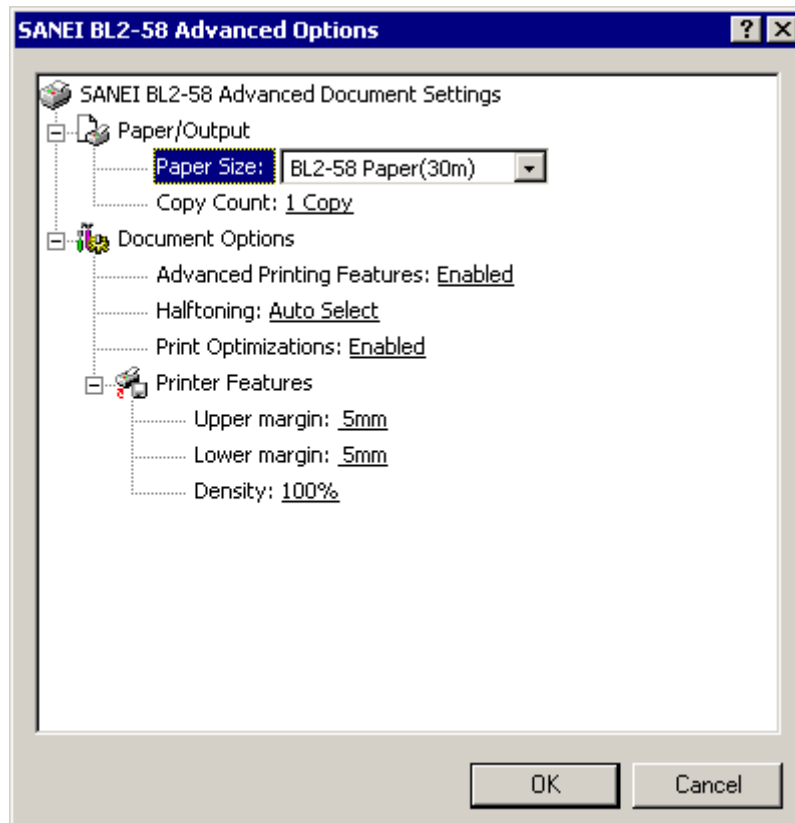 SANEI BL2-58 Advanced Options
SANEI BL2-58 Advanced Document Settings
Paper/Output
Paper Size: BL2-58 Paper(30m)
Copy Count: 1 Copy
Document Options
Advanced Printing Features: Enabled
Halftoning: Auto Select
Print Optimizations: Enabled
Printer Features
Upper margin: 5mm
Lower margin: 5mm
Density: 100%
OK Cancel